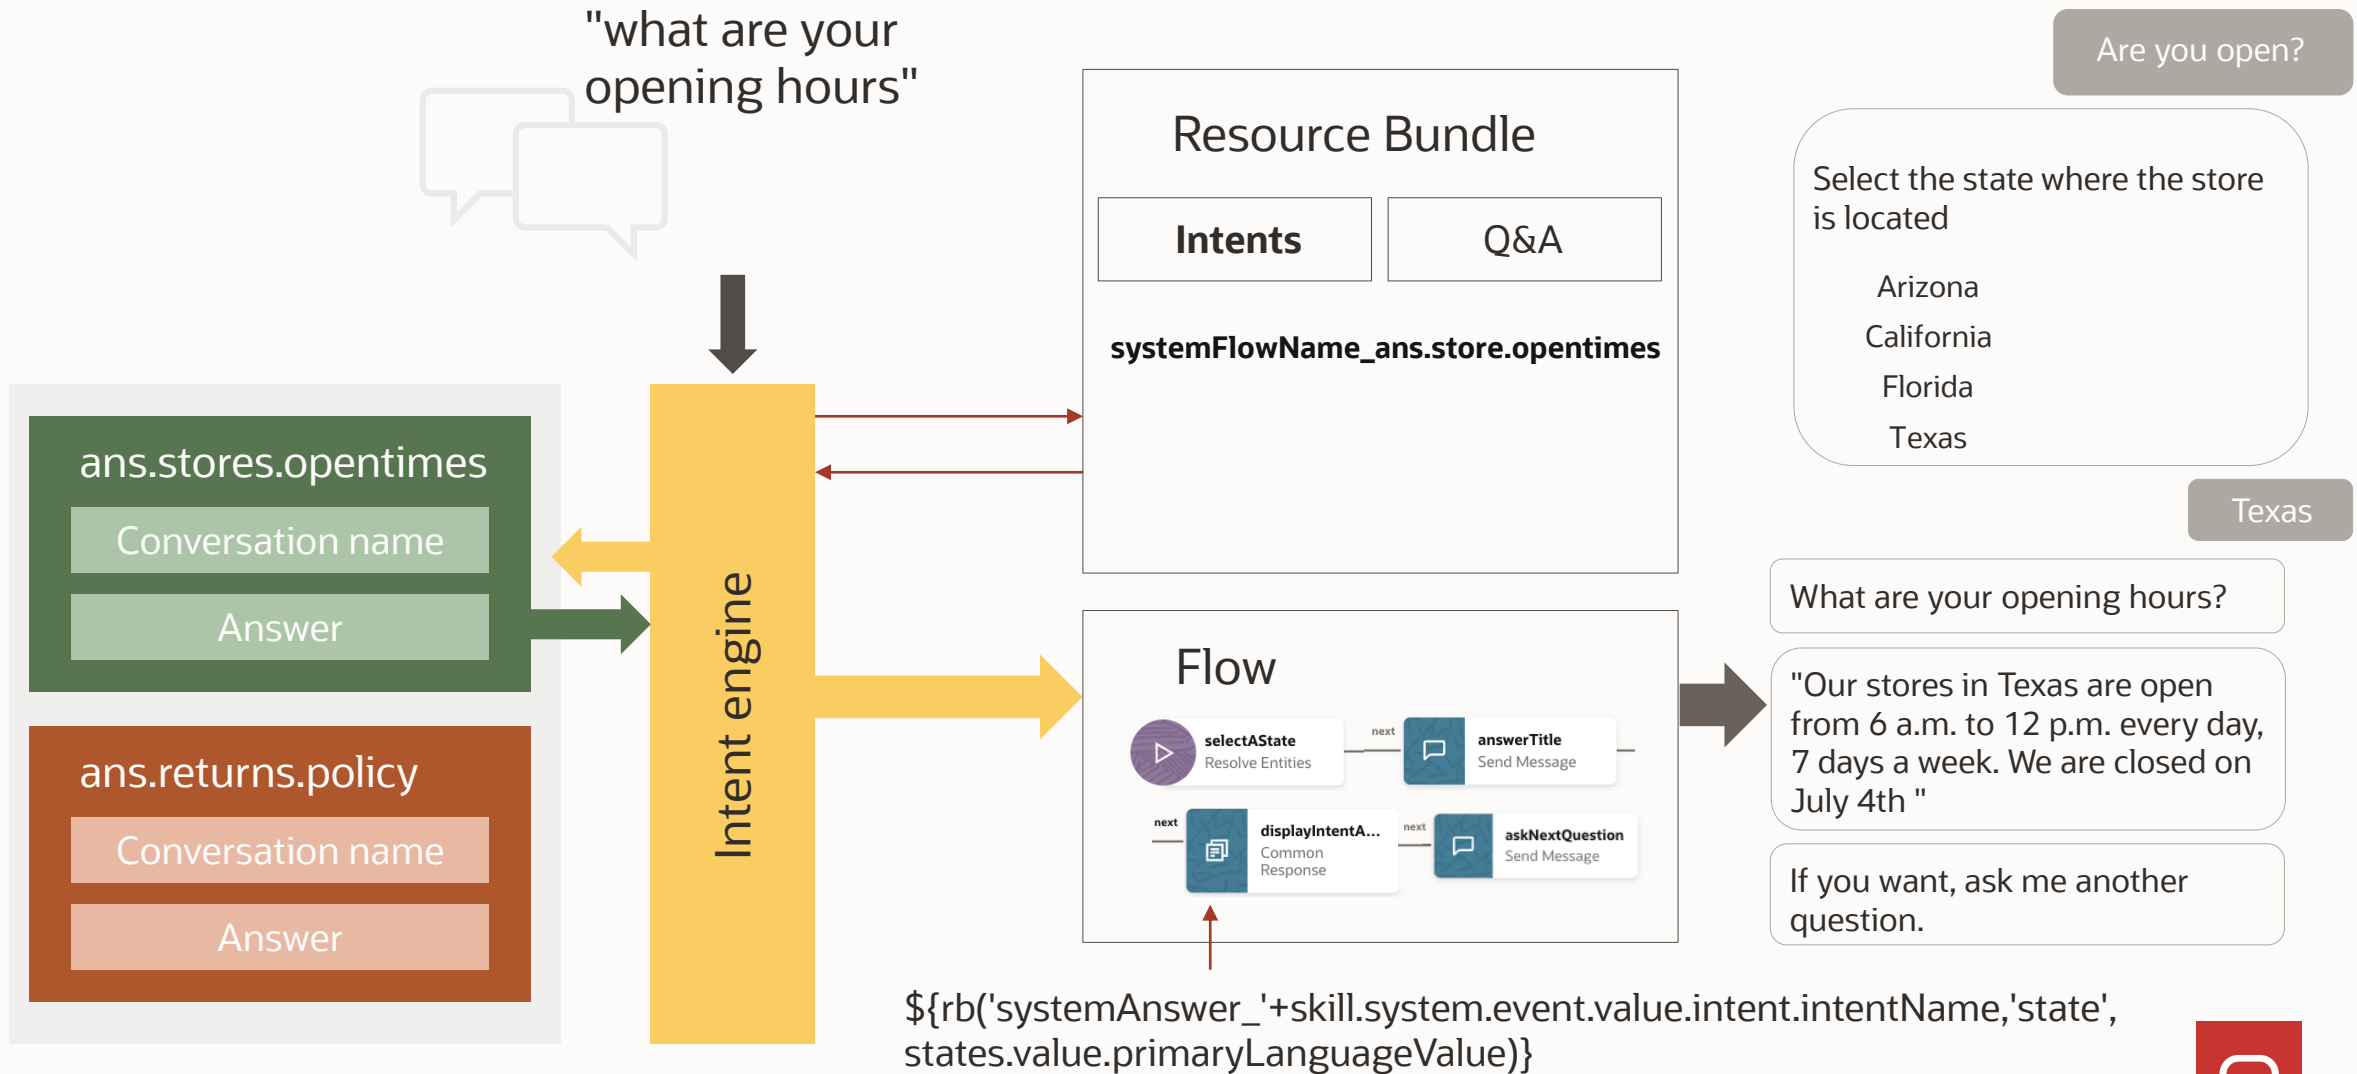 "what are your
opening hours"
Are you open?
Resource Bundle
Intents
Q&A
systemFlowName_ans.store.opentimes
Select the state where the store
is located
Arizona
California
Florida
Texas
Texas
ans.stores.opentimes
Conversation name
Answer
ans.returns.policy
Conversation name
Answer
Intent engine
Flow
selectAState
Resolve Entities
next
answerTitle
Send Message
next
displayIntentA...
Common
Response
next
askNextQuestion
Send Message
What are your opening hours?
"Our stores in Texas are open
from 6 a.m. to 12 p.m. every day,
7 days a week. We are closed on
July 4th "
If you want, ask me another
question.
${rb('systemAnswer_'+skill.system.event.value.intent.intentName,'state',
states.value.primaryLanguageValue)}